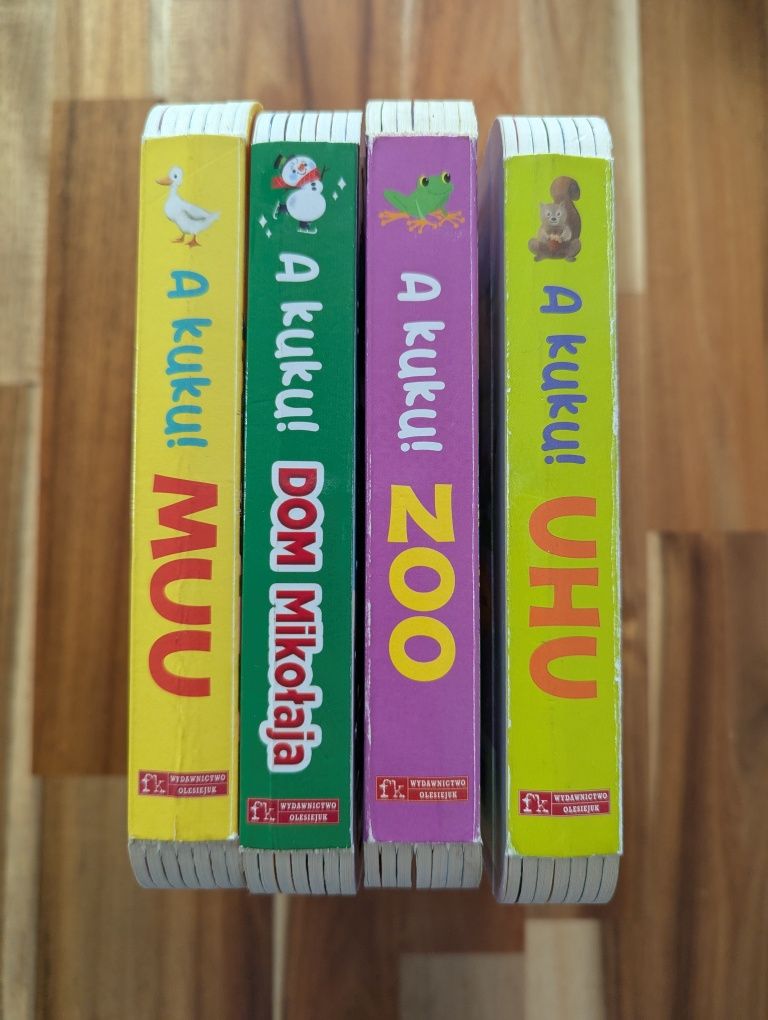 A kuku! MUU
fk WYDAWNICTWO
OLESIEJUK
A kuku! DOM Mikołaja
fk WYDAWNICTWO
OLESIEJUK
A kuku! ZOO
fk WYDAWNICTWO
OLESIEJUK
A kuku! UHU
fk WYDAWNICTWO
OLESIEJUK